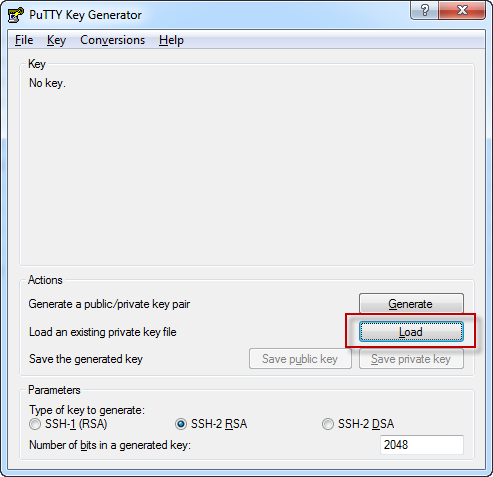 PuTTY Key Generator
File Key Conversions Help
Key
No key.
Actions
Generate a public/private key pair Generate
Load an existing private key file Load
Save the generated key Save public key Save private key
Parameters
Type of key to generate:
SSH-1 (RSA) SSH-2 RSA SSH-2 DSA
Number of bits in a generated key: 2048